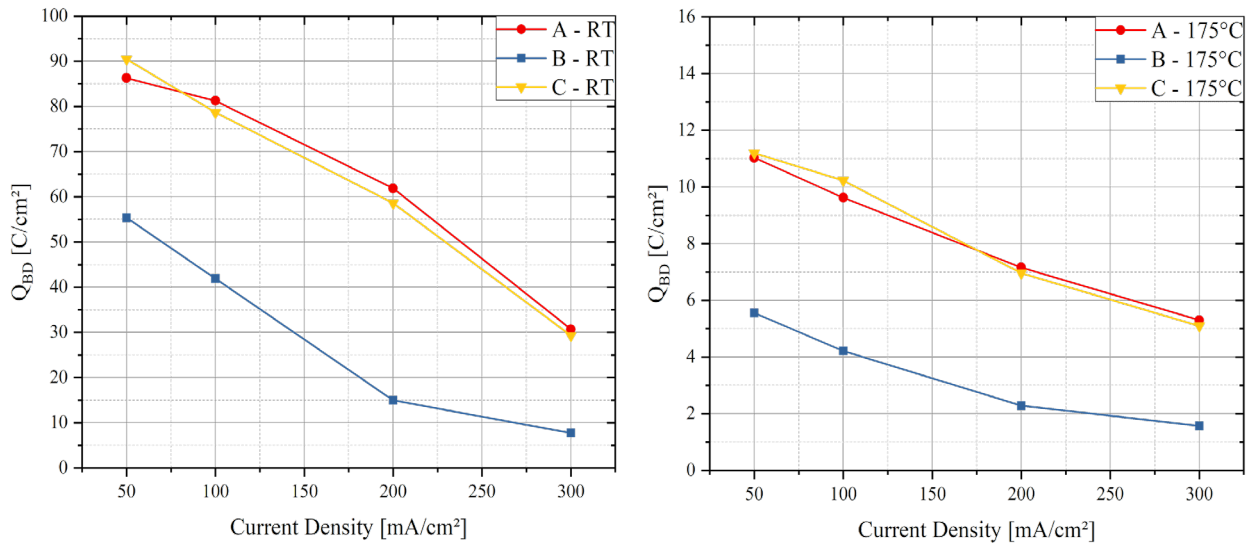 100
90
80
70
60
50
40
30
20
10
0
Q_BD [C/cm²]
50 100 150 200 250 300
Current Density [mA/cm²]
A - RT
B - RT
C - RT
16
14
12
10
8
6
4
2
0
Q_BD [C/cm²]
50 100 150 200 250 300
Current Density [mA/cm²]
A - 175°C
B - 175°C
C - 175°C